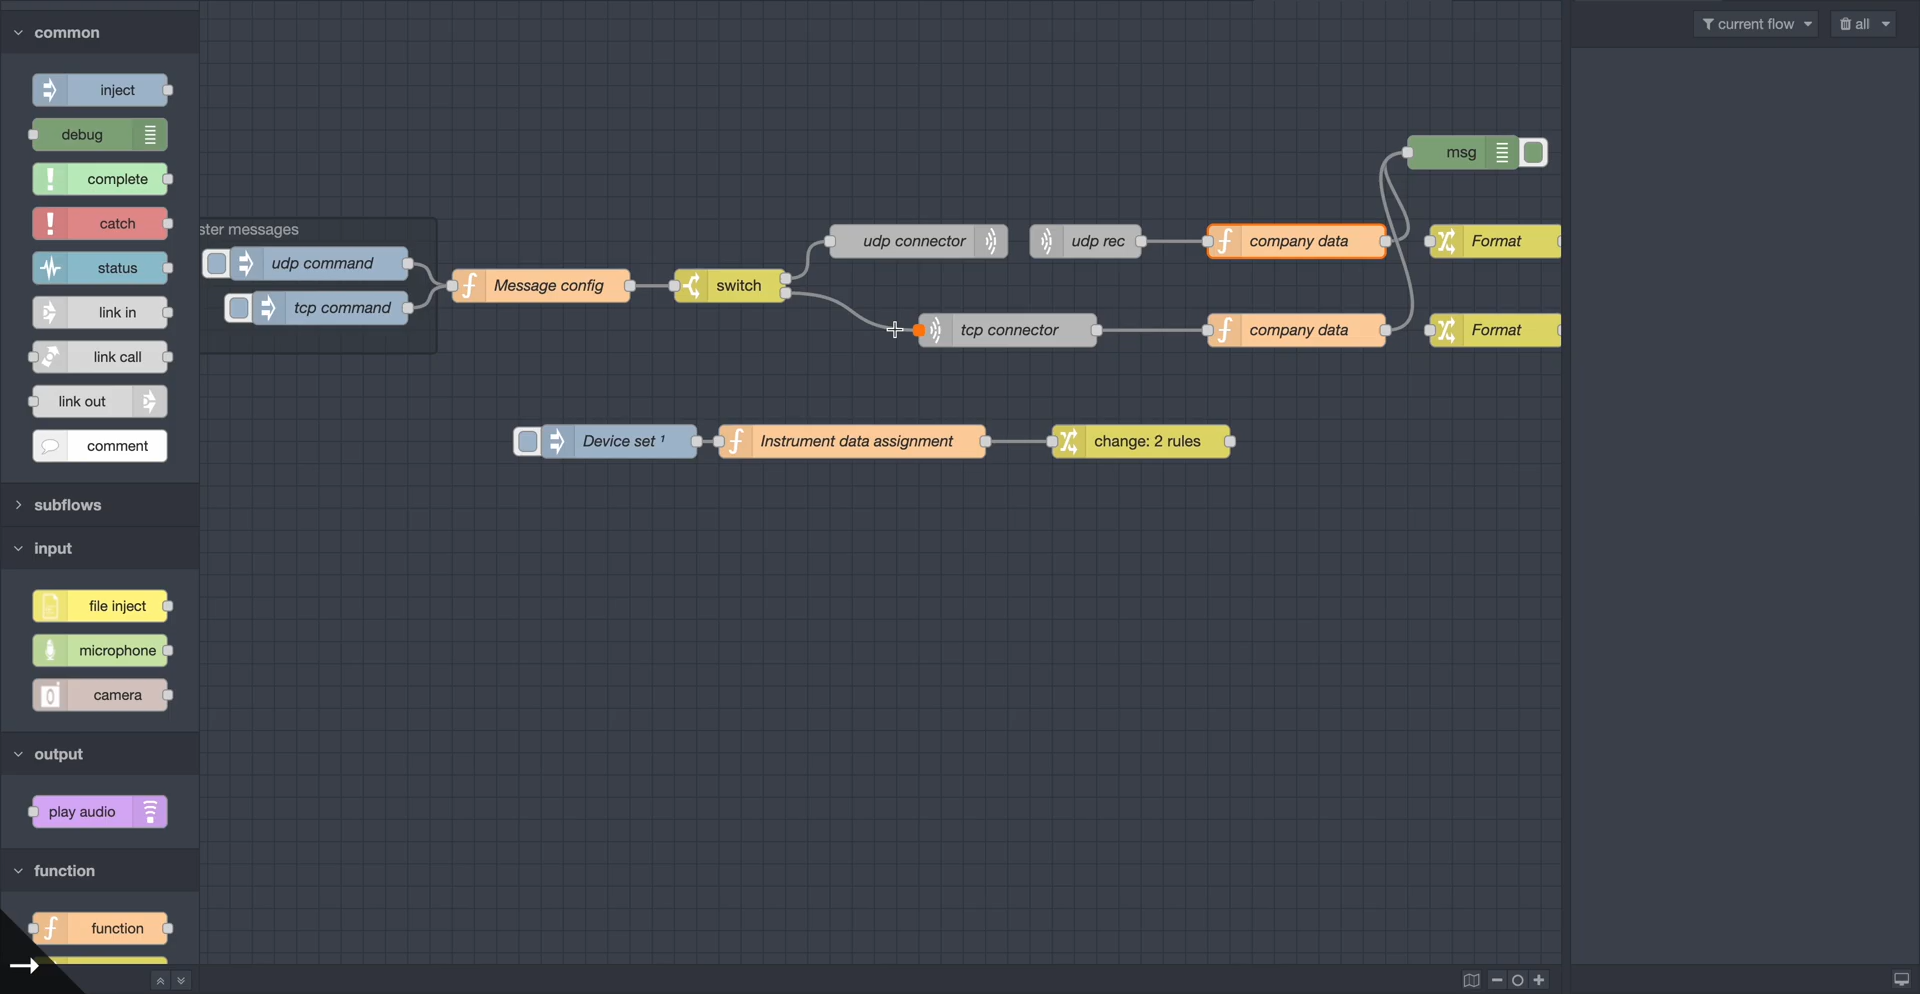 common
inject
debug
complete
catch
status
link in
link call
link out
comment
subflows
input
file inject
microphone
camera
output
play audio
function
function
ster messages
udp command
tcp command
Message config
switch
udp connector
udp rec
company data
Format
msg
tcp connector
company data
Format
Device set ¹
Instrument data assignment
change: 2 rules
current flow
all